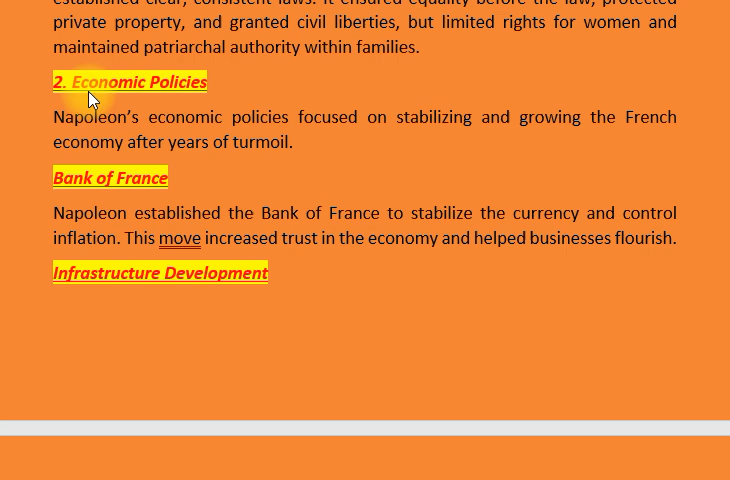 established clear, consistent laws. It ensured equality before the law, protected
private property, and granted civil liberties, but limited rights for women and
maintained patriarchal authority within families.
2. Economic Policies
Napoleon’s economic policies focused on stabilizing and growing the French
economy after years of turmoil.
Bank of France
Napoleon established the Bank of France to stabilize the currency and control
inflation. This move increased trust in the economy and helped businesses flourish.
Infrastructure Development